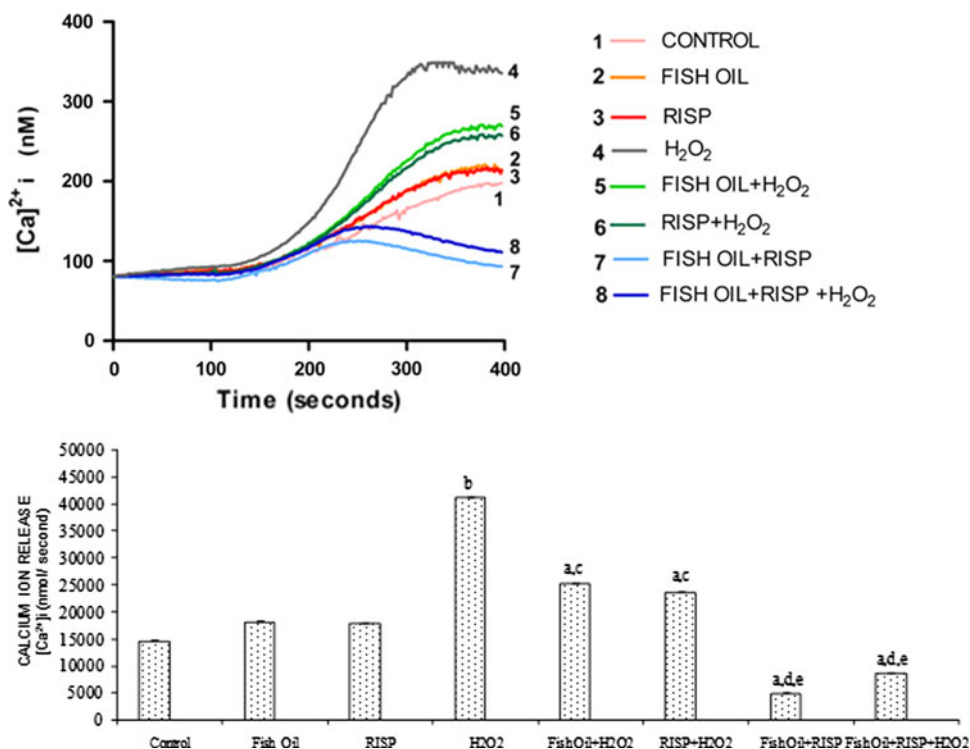 400
300
200
100
0
[Ca]²⁺ i (nM)
0 100 200 300 400
Time (seconds)
4
5
6
2
3
1
8
7
1 CONTROL
2 FISH OIL
3 RISP
4 H₂O₂
5 FISH OIL+H₂O₂
6 RISP+H₂O₂
7 FISH OIL+RISP
8 FISH OIL+RISP +H₂O₂
CALCIUM ION RELEASE
[Ca²⁺]i (nmol/ second)
50000
45000
40000
35000
30000
25000
20000
15000
10000
5000
0
b
a,c
a,c
a,d,e
a,d,e
Control Fish Oil RISP H2O2 FishOil+H2O2 RISP+H2O2 FishOil+RISP FishOil+RISP+H2O2